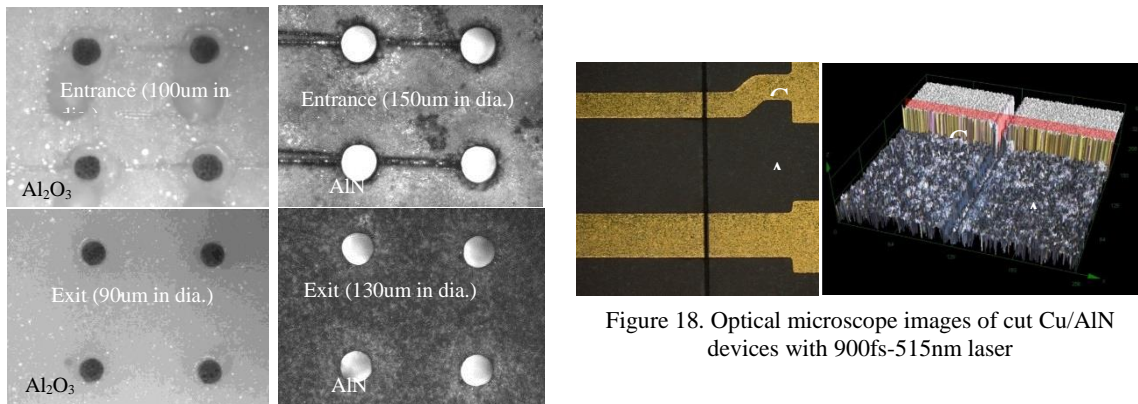 Entrance (100um in
Al₂O₃
Entrance (150um in dia.)
AlN
Exit (90um in dia.)
Al₂O₃
Exit (130um in dia.)
AlN
Figure 18. Optical microscope images of cut Cu/AlN
devices with 900fs-515nm laser